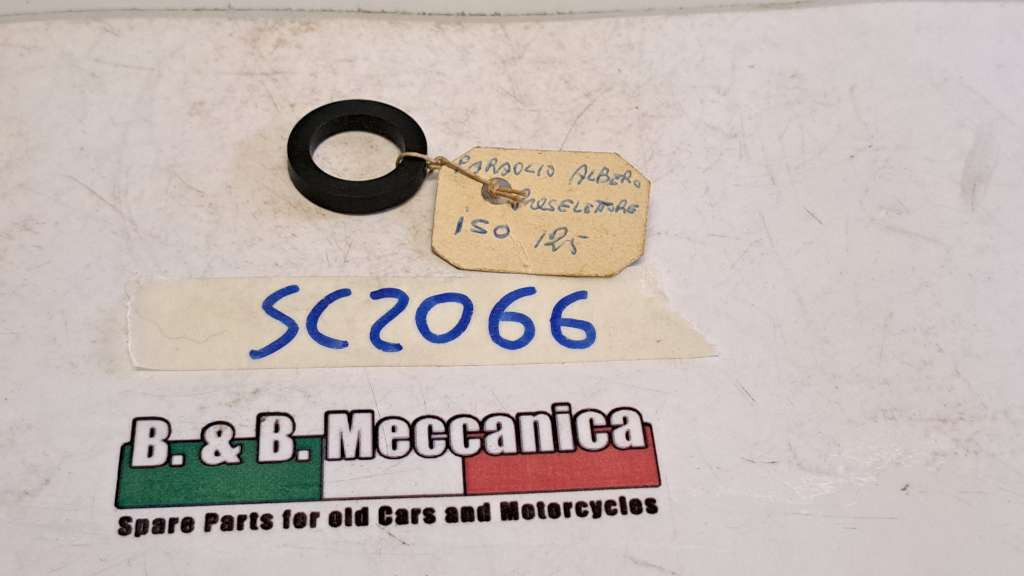 PARAOLIO ALBERO
PRESELETTORE
ISO 125
SC2066
B. & B. Meccanica
Spare Parts for old Cars and Motorcycles